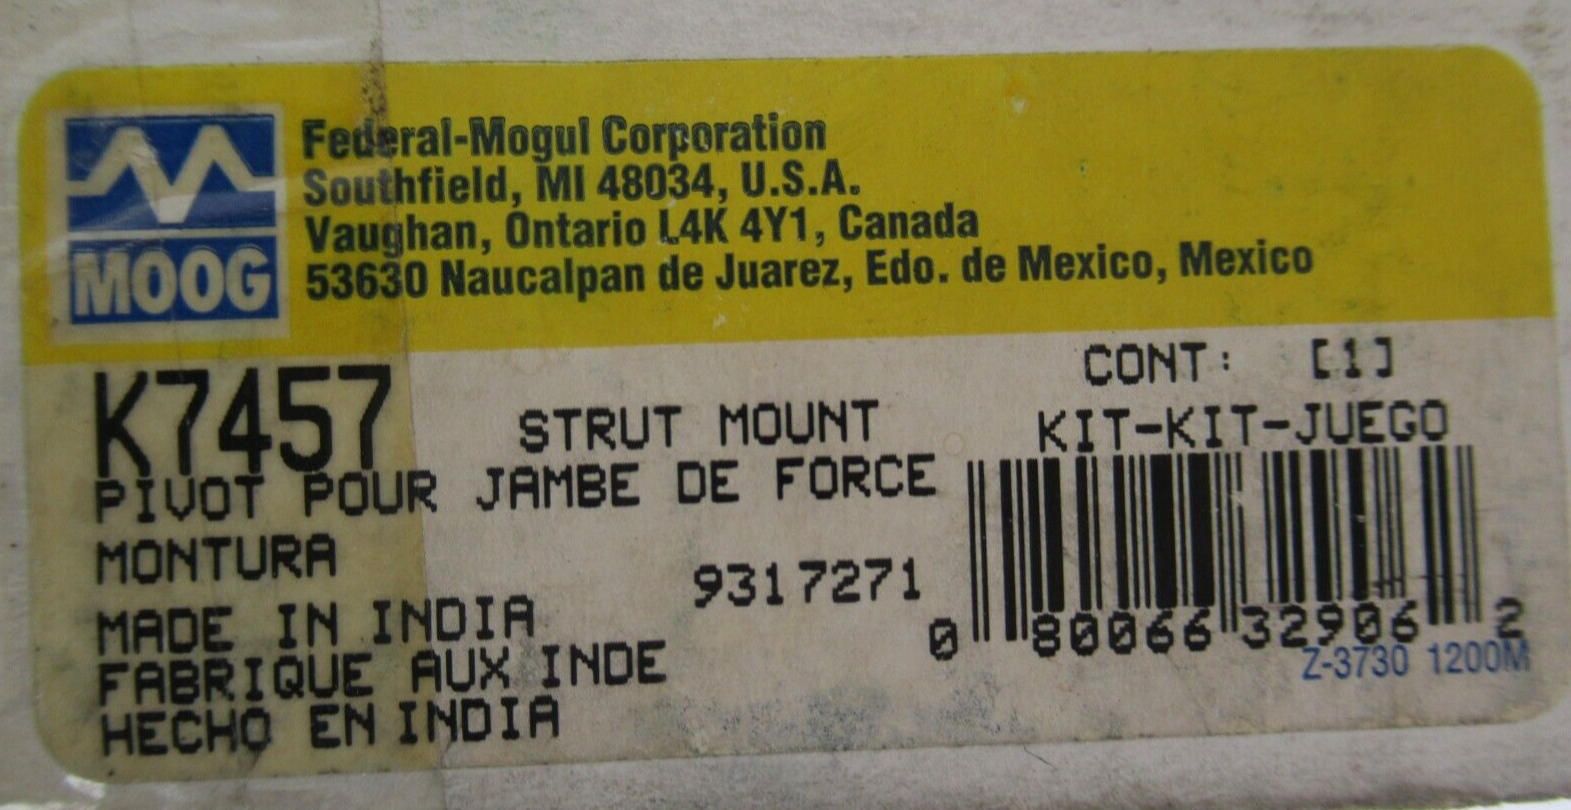 MOOG
Federal-Mogul Corporation
Southfield, MI 48034, U.S.A.
Vaughan, Ontario L4K 4Y1, Canada
53630 Naucalpan de Juarez, Edo. de Mexico, Mexico
CONT: [1]
K7457 STRUT MOUNT KIT-KIT-JUEGO
PIVOT POUR JAMBE DE FORCE
MONTURA
9317271
MADE IN INDIA
FABRIQUE AUX INDE
HECHO EN INDIA
0 80066 32906 2
Z-3730 1200M